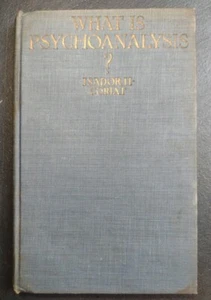 WHAT IS
PSYCHOANALYSIS
?
ISADOR H.
CORIAT